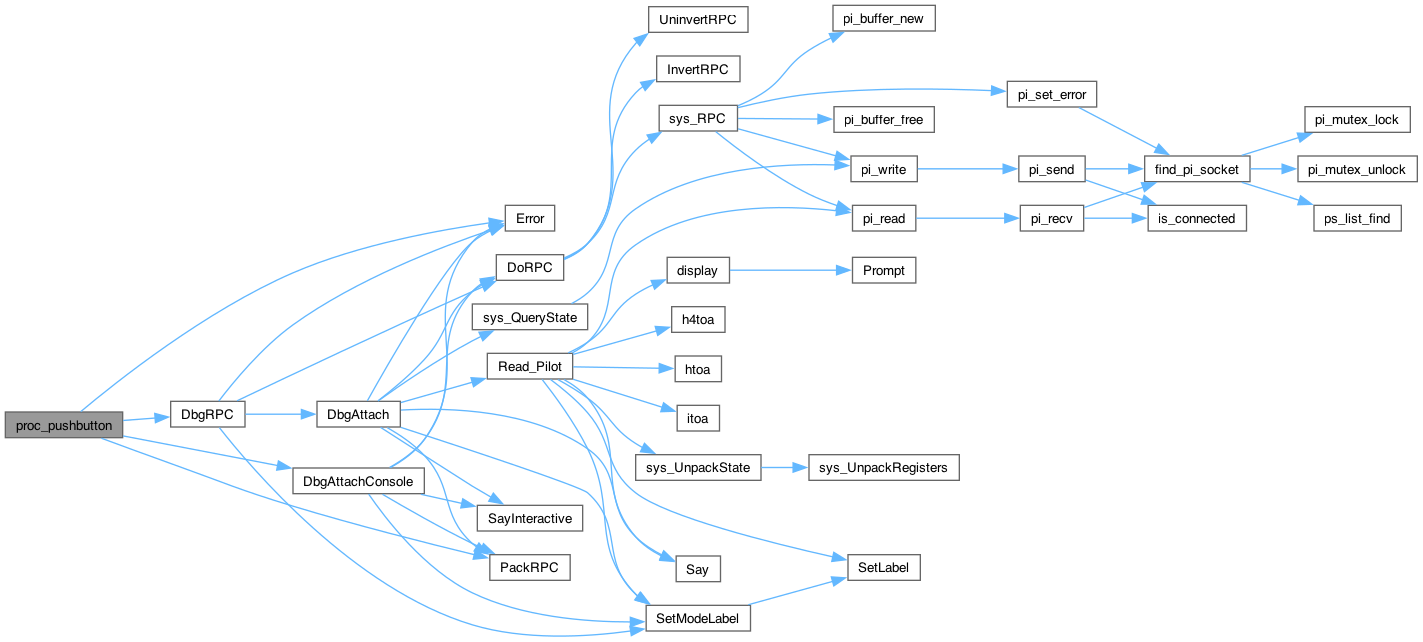 proc_pushbutton
DbgRPC
DbgAttach
DbgAttachConsole
Error
DoRPC
sys_QueryState
Read_Pilot
SayInteractive
PackRPC
UninvertRPC
InvertRPC
sys_RPC
display
h4toa
htoa
itoa
sys_UnpackState
Say
SetModeLabel
pi_buffer_new
pi_buffer_free
pi_write
pi_read
Prompt
sys_UnpackRegisters
SetLabel
pi_set_error
pi_send
pi_recv
find_pi_socket
is_connected
pi_mutex_lock
pi_mutex_unlock
ps_list_find